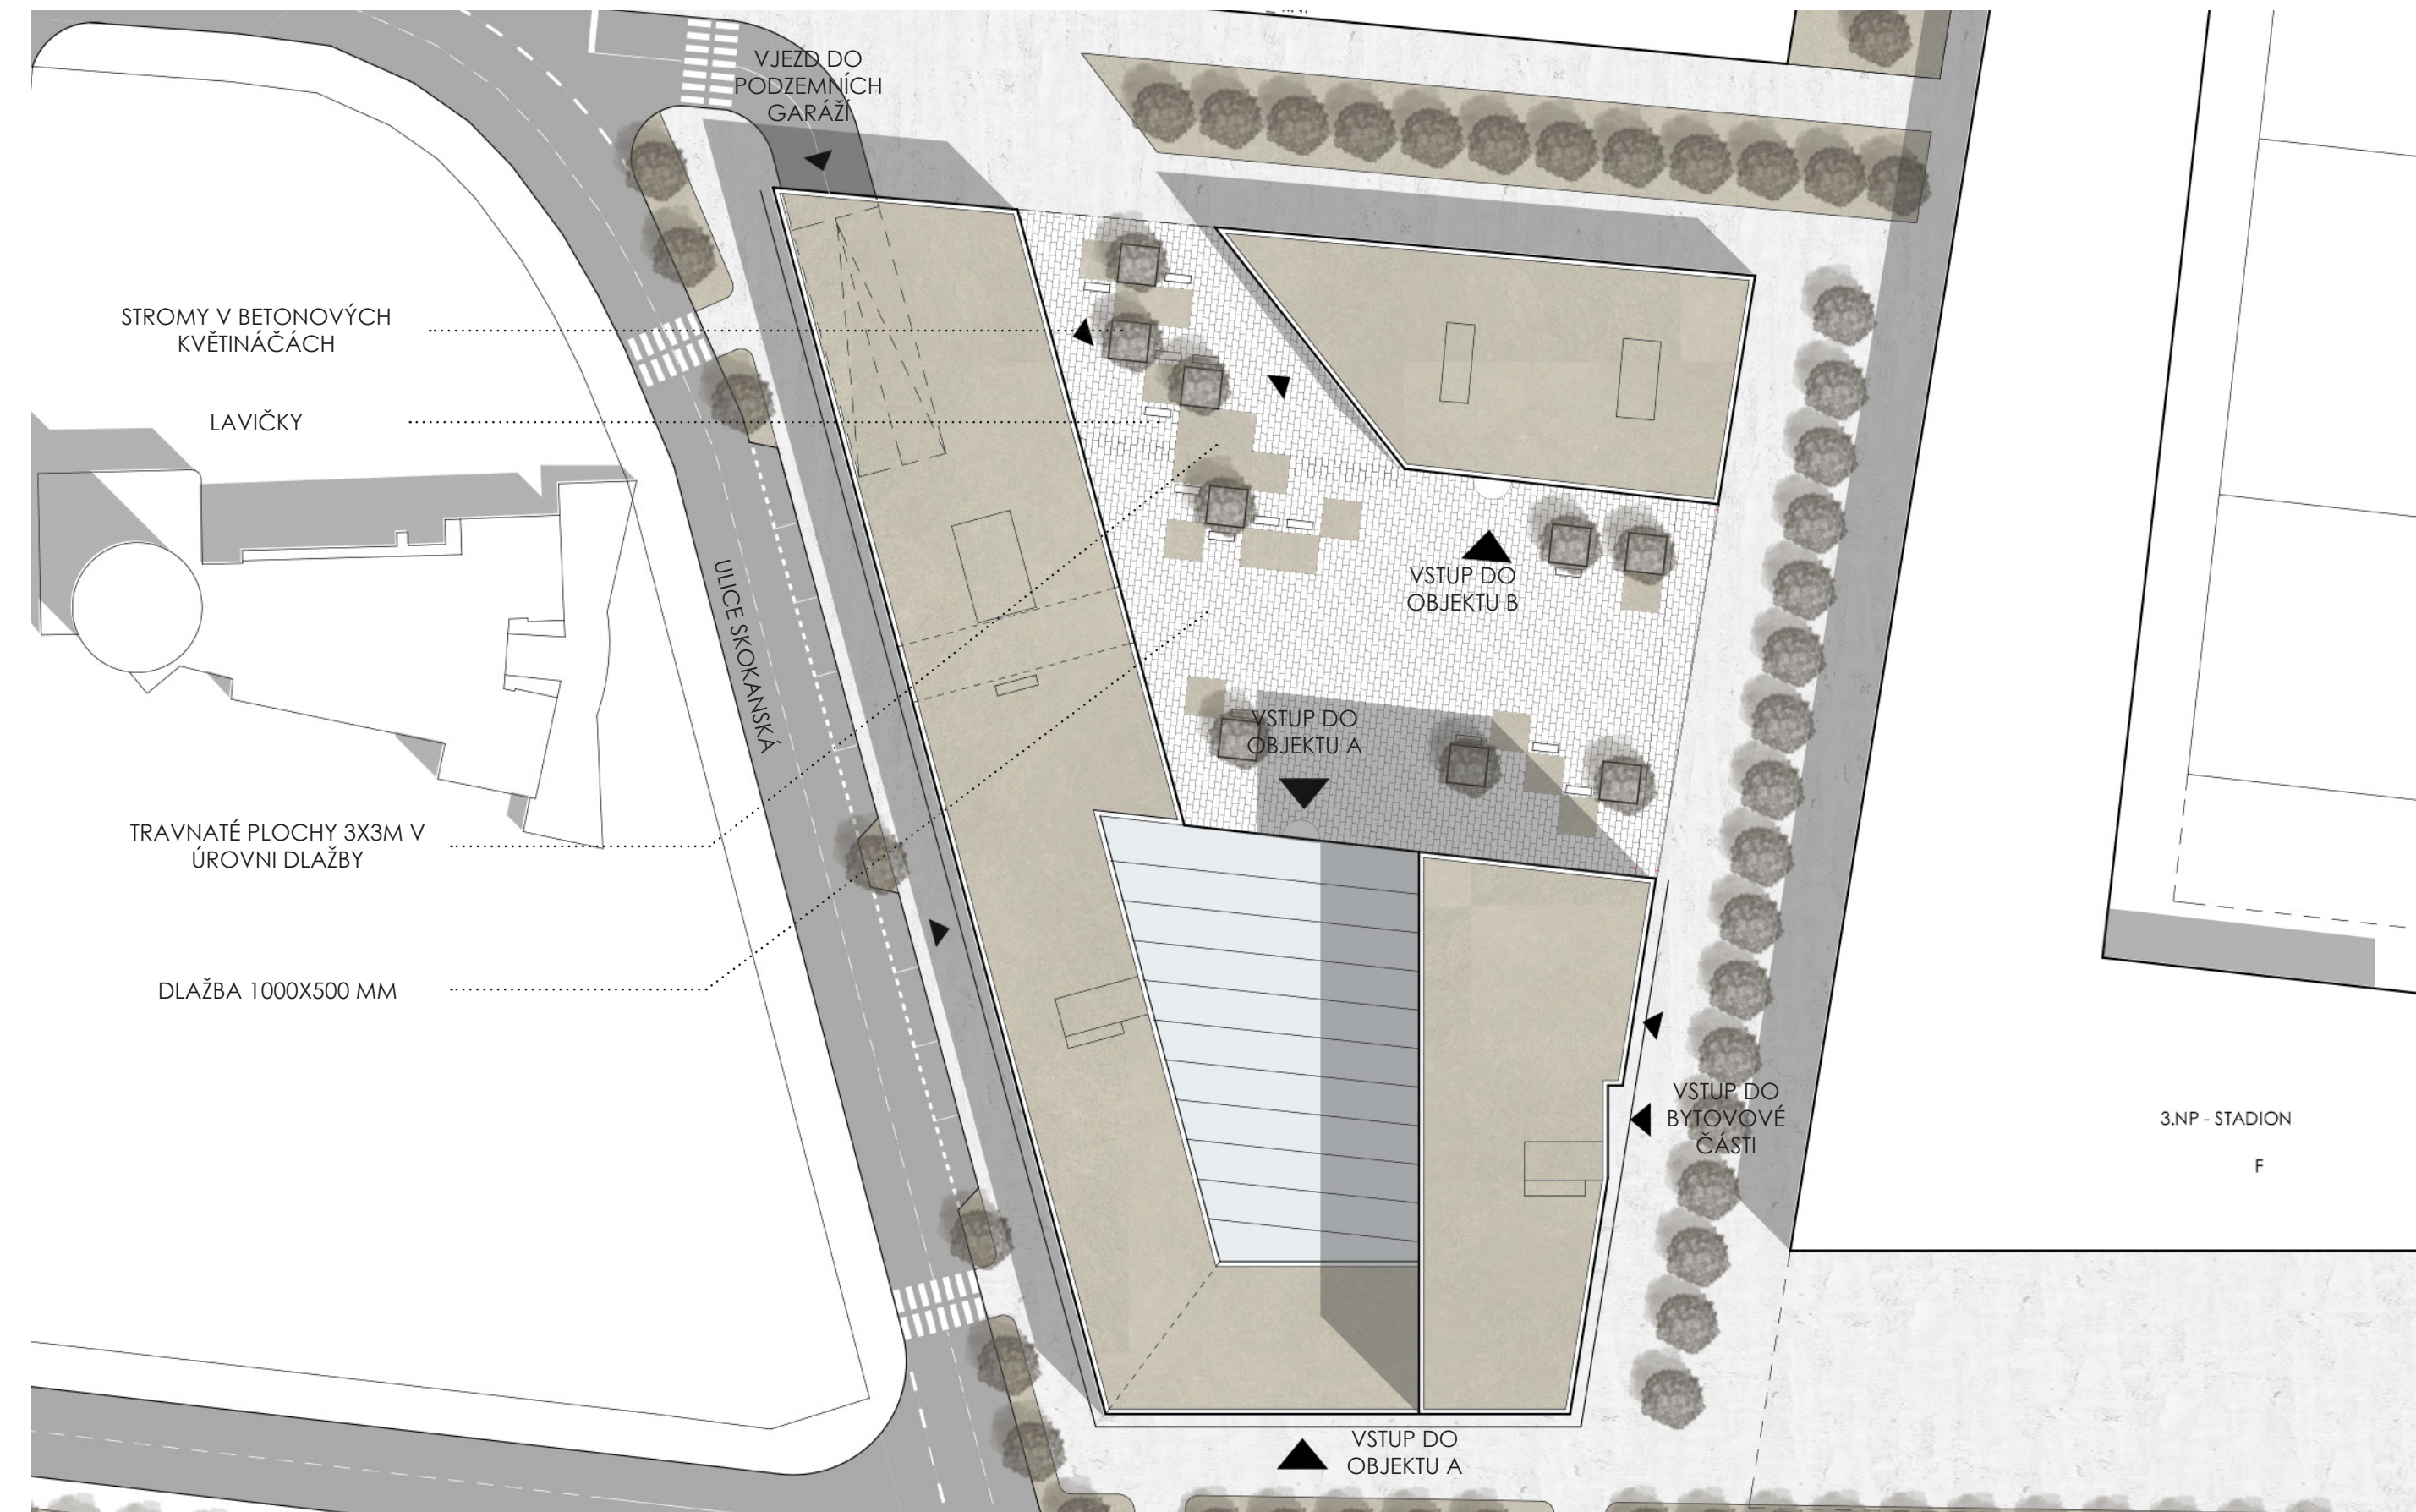 VJEZD DO
PODZEMNÍCH
GARÁŽÍ
STROMY V BETONOVÝCH
KVĚTINÁČÁCH
LAVIČKY
ULICE SKOKANSKÁ
VSTUP DO
OBJEKTU B
VSTUP DO
OBJEKTU A
TRAVNATÉ PLOCHY 3X3M V
ÚROVNI DLAŽBY
DLAŽBA 1000X500 MM
VSTUP DO
BYTOVOVÉ
ČÁSTI
3.NP - STADION
F
VSTUP DO
OBJEKTU A